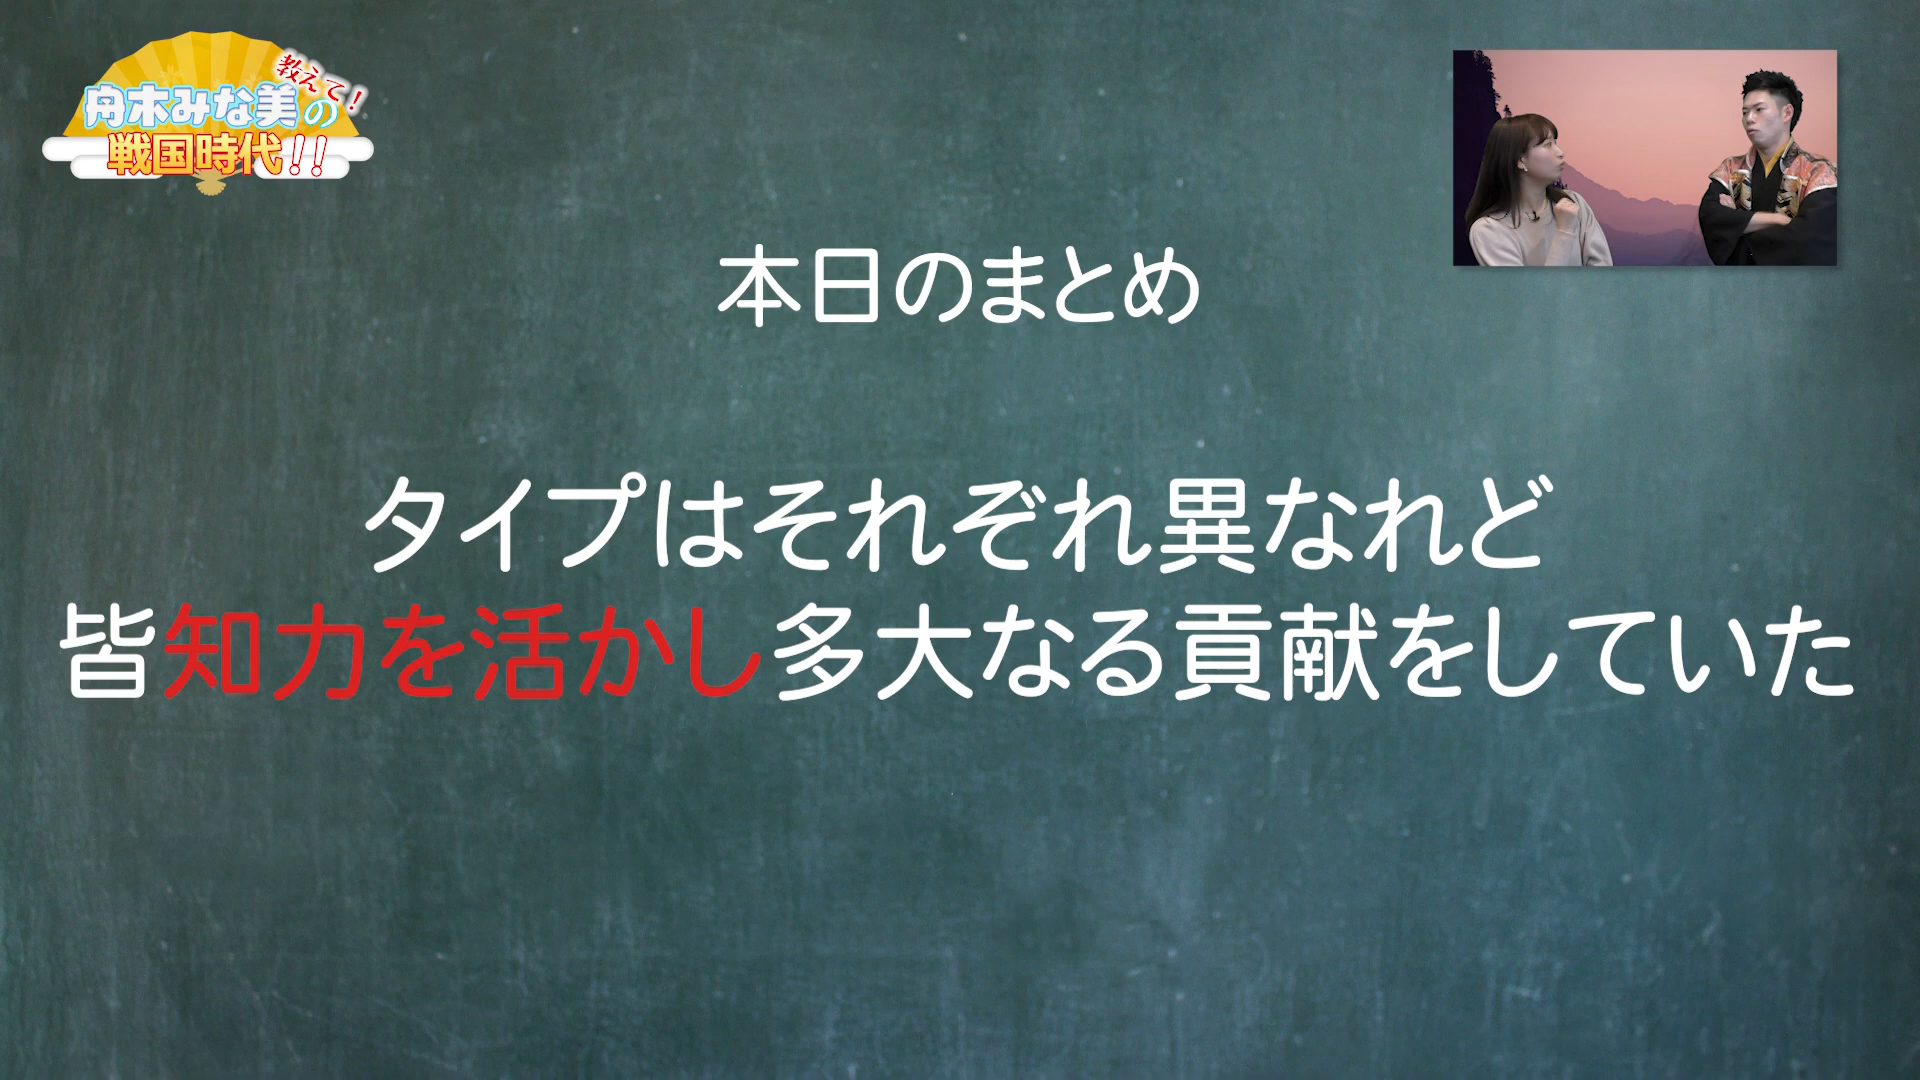 舟木みな美の教えて!
戦国時代!!
本日のまとめ
タイプはそれぞれ異なれど
皆知力を活かし多大なる貢献をしていた